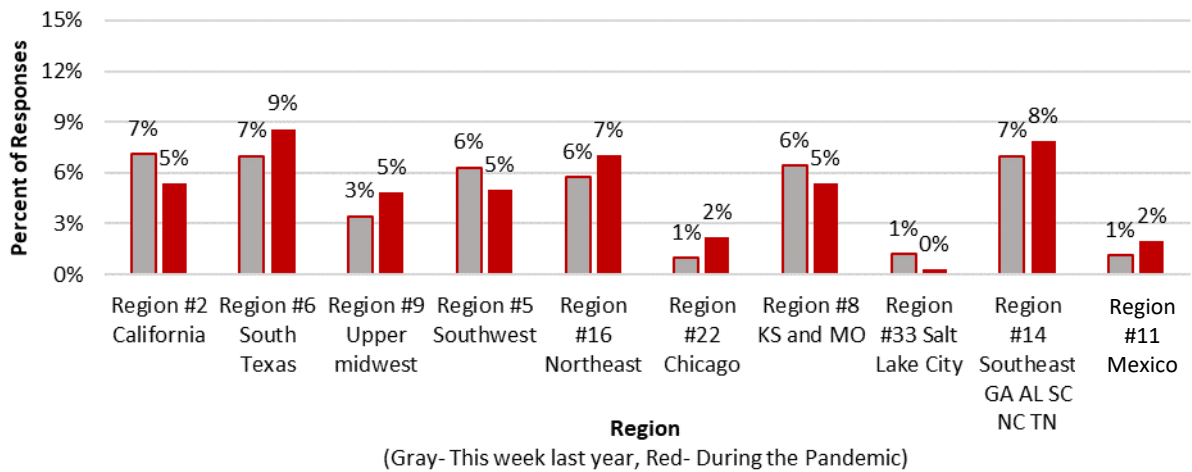 Percent of Responses
15%
12%
9%
6%
3%
0%
7%
5%
7%
9%
3%
5%
6%
5%
6%
7%
1%
2%
6%
5%
1%
0%
7%
8%
1%
2%
Region #2
California
Region #6
South
Texas
Region #9
Upper
midwest
Region #5
Southwest
Region
#16
Northeast
Region
#22
Chicago
Region #8
KS and MO
Region
#33 Salt
Lake City
Region
#14
Southeast
GA AL SC
NC TN
Region
#11
Mexico
Region
(Gray- This week last year, Red- During the Pandemic)